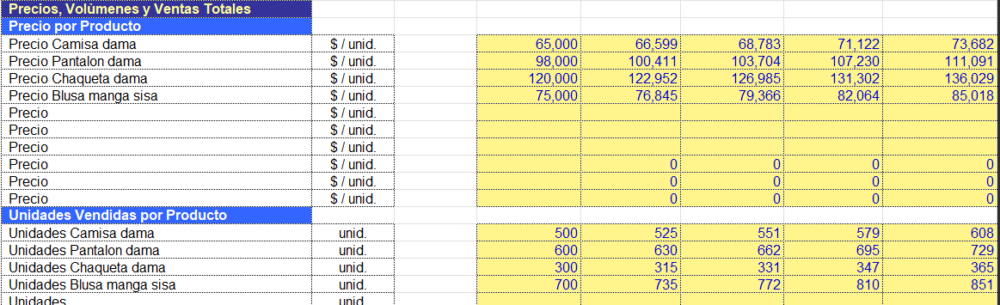 Precios, Volúmenes y Ventas Totales
Precio por Producto
Precio Camisa dama $ / unid. 65,000 66,599 68,783 71,122 73,682
Precio Pantalon dama $ / unid. 98,000 100,411 103,704 107,230 111,091
Precio Chaqueta dama $ / unid. 120,000 122,952 126,985 131,302 136,029
Precio Blusa manga sisa $ / unid. 75,000 76,845 79,366 82,064 85,018
Precio $ / unid.
Precio $ / unid.
Precio $ / unid.
Precio $ / unid. 0 0 0 0
Precio $ / unid. 0 0 0 0
Precio $ / unid. 0 0 0 0
Unidades Vendidas por Producto
Unidades Camisa dama unid. 500 525 551 579 608
Unidades Pantalon dama unid. 600 630 662 695 729
Unidades Chaqueta dama unid. 300 315 331 347 365
Unidades Blusa manga sisa unid. 700 735 772 810 851
Unidades unid.